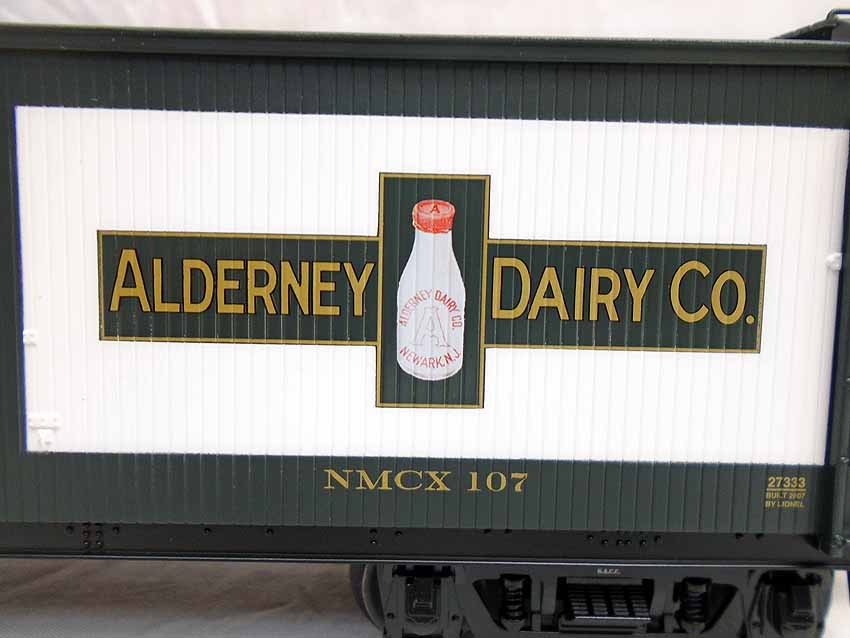 ALDERNEY DAIRY CO.
A
ALDERNEY DAIRY CO.
A
NEWARK, N.J.
NMCX 107
27333
BUILT 2007
BY LIONEL